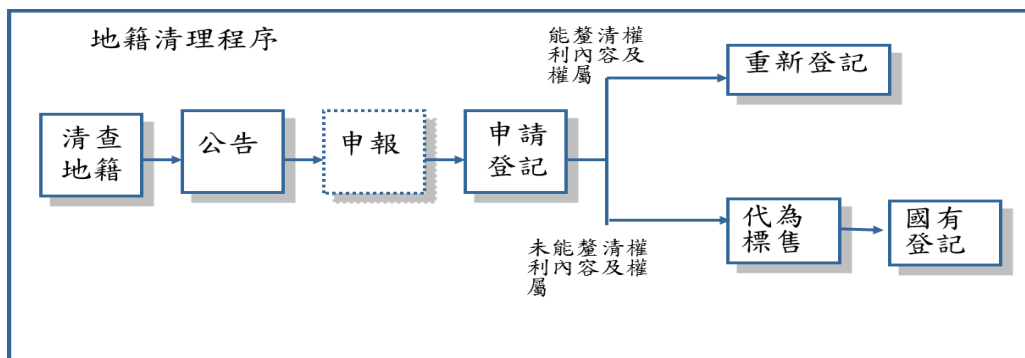 地籍清理程序
能釐清權
利內容及
權屬
重新登記
清查
地籍
公告
申報
申請
登記
代為
標售
國有
登記
未能釐清權
利內容及權
屬